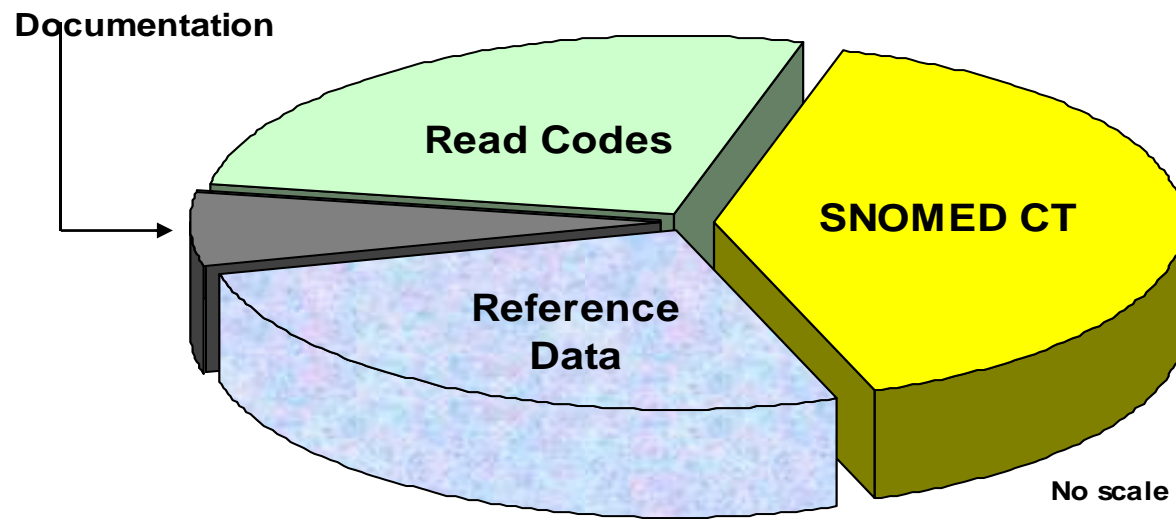 Documentation
Read Codes
SNOMED CT
Reference
Data
No scale